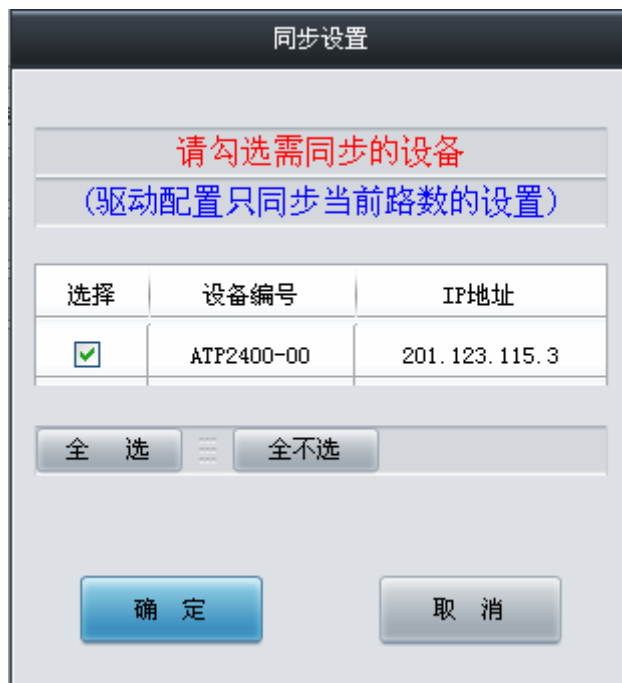 同步设置
请勾选需同步的设备
(驱动配置只同步当前路数的设置)
选择 设备编号 IP地址
ATP2400-00 201.123.115.3
全 选 全不选
确 定 取 消